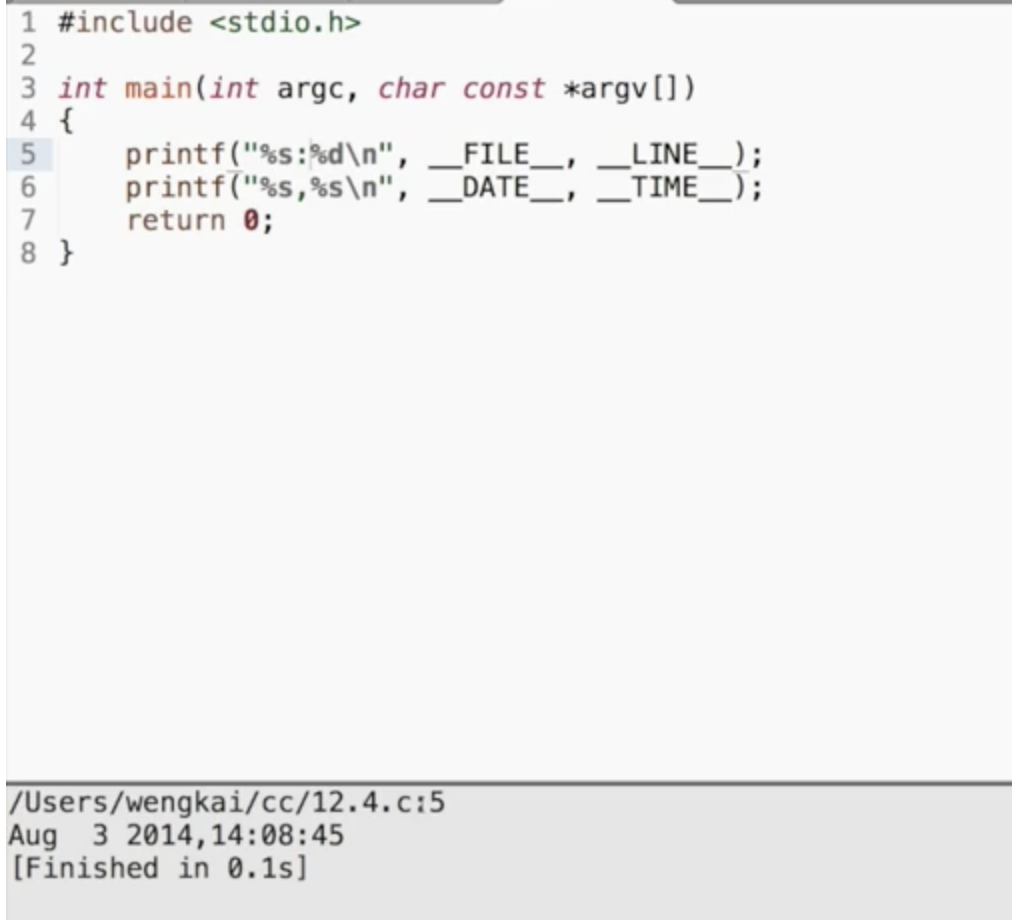 1 #include <stdio.h>
2
3 int main(int argc, char const *argv[])
4 {
5     printf("%s:%d\n", __FILE__, __LINE__);
6     printf("%s,%s\n", __DATE__, __TIME__);
7     return 0;
8 }
/Users/wengkai/cc/12.4.c:5
Aug  3 2014,14:08:45
[Finished in 0.1s]